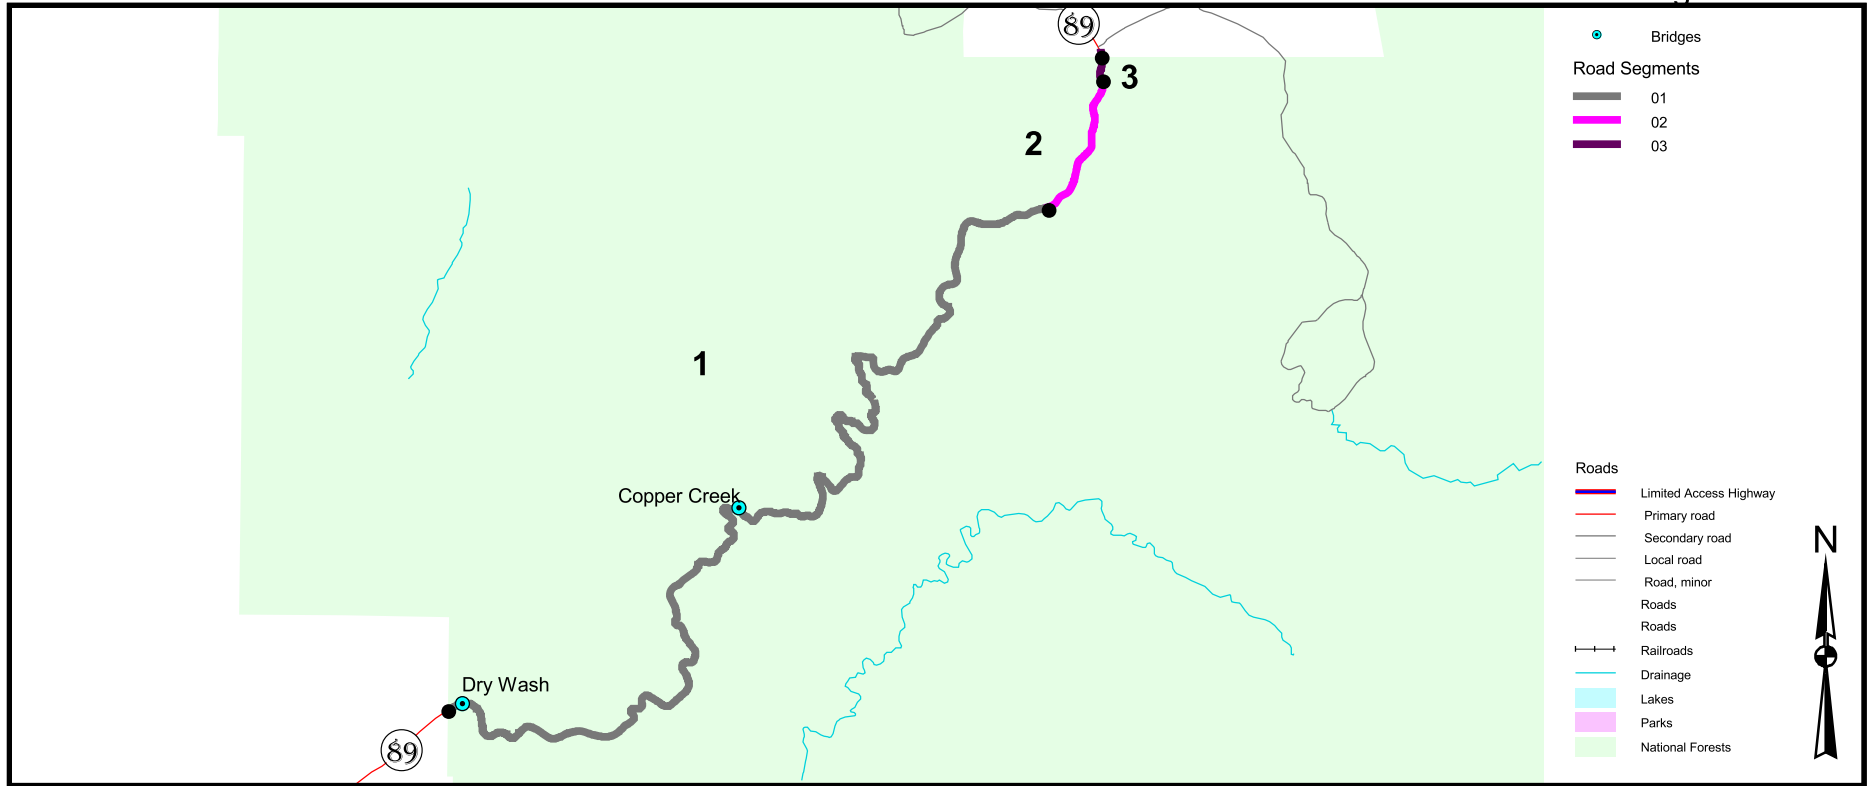 89
3
2
1
Copper Creek
Dry Wash
89
Bridges
Road Segments
01
02
03
Roads
Limited Access Highway
Primary road
Secondary road
Local road
Road, minor
Roads
Roads
Railroads
Drainage
Lakes
Parks
National Forests
N